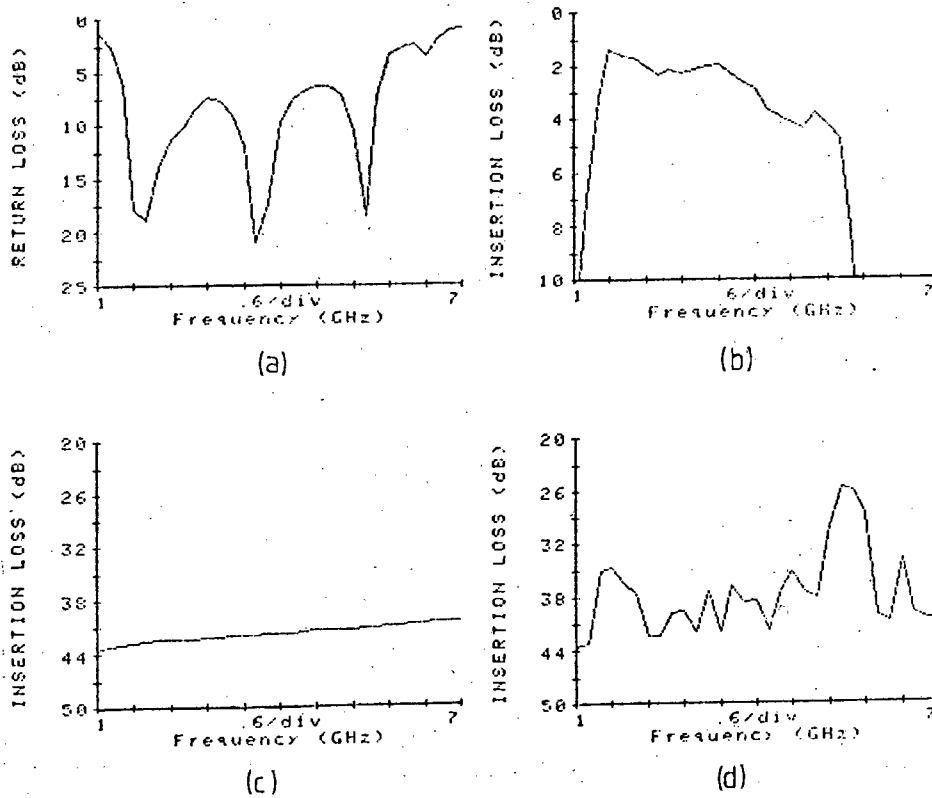 RETURN LOSS (dB)
0
5
10
15
20
25
1
.6/div
7
Frequency (GHz)
(a)
INSERTION LOSS (dB)
0
2
4
6
8
10
1
.6/div
7
Frequency (GHz)
(b)
INSERTION LOSS (dB)
20
26
32
38
44
50
1
.6/div
7
Frequency (GHz)
(c)
INSERTION LOSS (dB)
20
26
32
38
44
50
1
.6/div
7
Frequency (GHz)
(d)